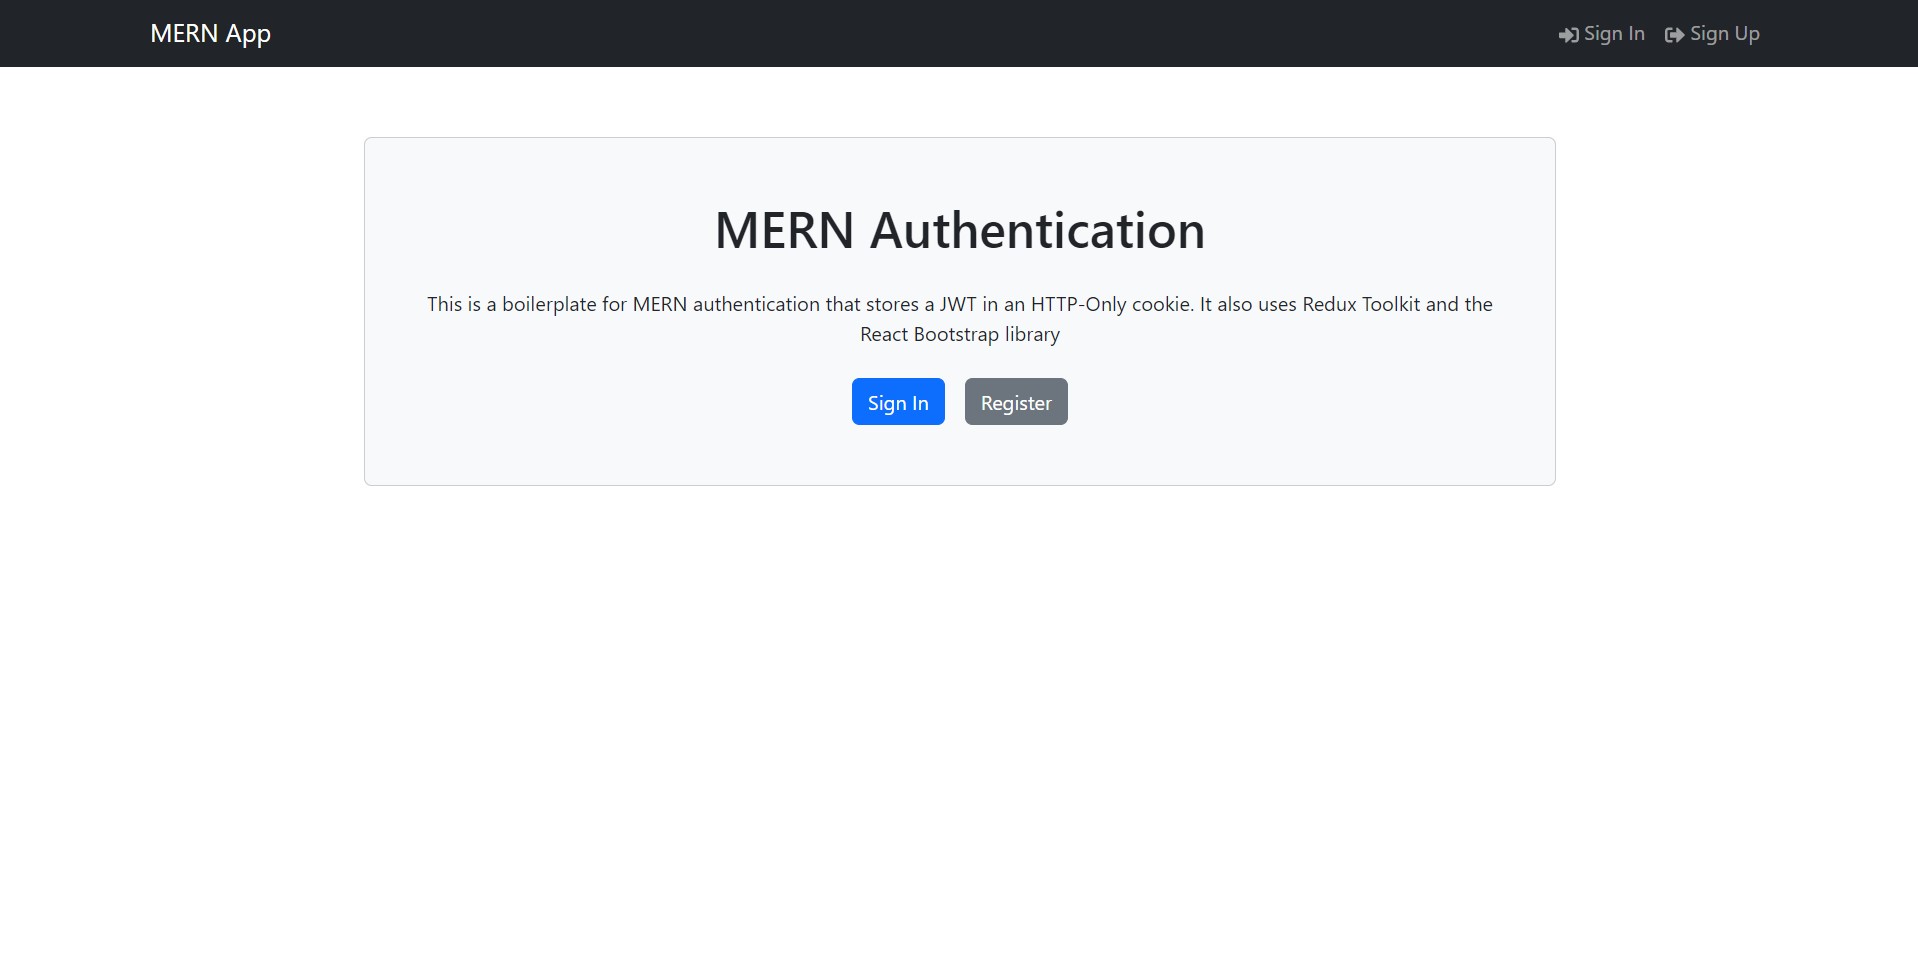 MERN App
Sign In
Sign Up
MERN Authentication
This is a boilerplate for MERN authentication that stores a JWT in an HTTP-Only cookie. It also uses Redux Toolkit and the
React Bootstrap library
Sign In
Register